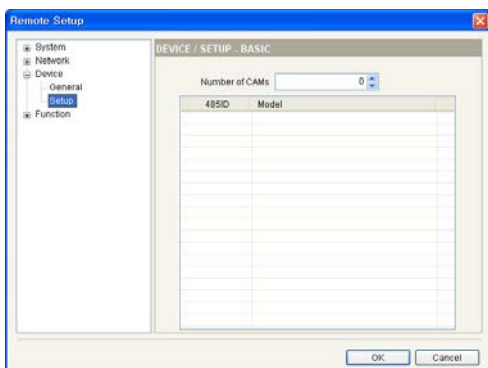 Remote Setup
System
Network
Device
General
Setup
Function
DEVICE / SETUP - BASIC
Number of CAMs 0
485ID Model
OK Cancel